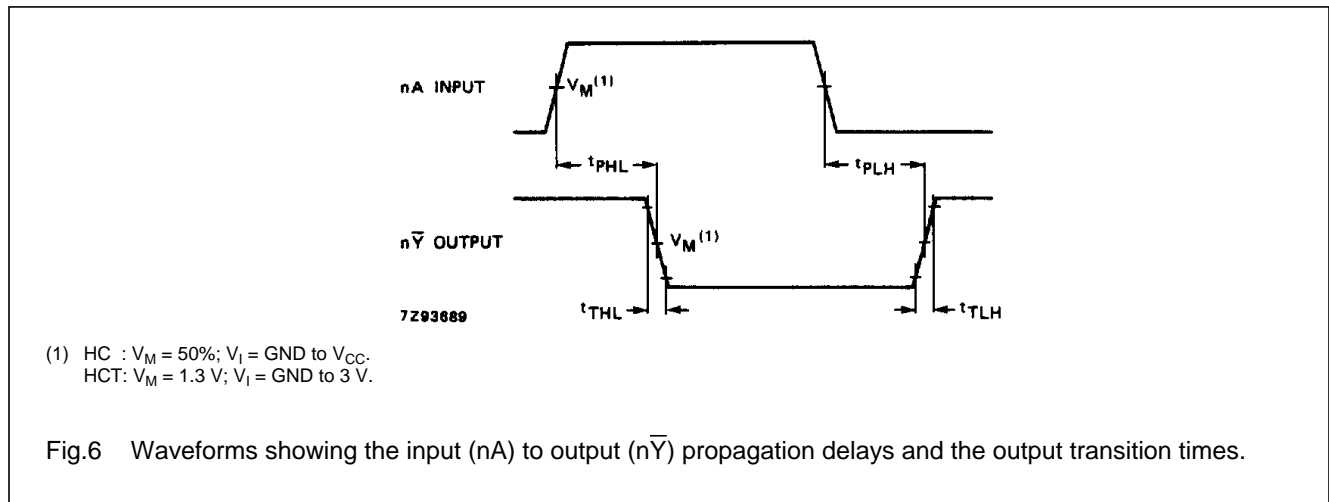 nA INPUT
V_M(1)
t_PHL
t_PLH
nY̅ OUTPUT
V_M(1)
t_THL
t_TLH
7Z93689
(1) HC : V_M = 50%; V_I = GND to V_CC.
HCT: V_M = 1.3 V; V_I = GND to 3 V.
Fig.6 Waveforms showing the input (nA) to output (nY̅) propagation delays and the output transition times.